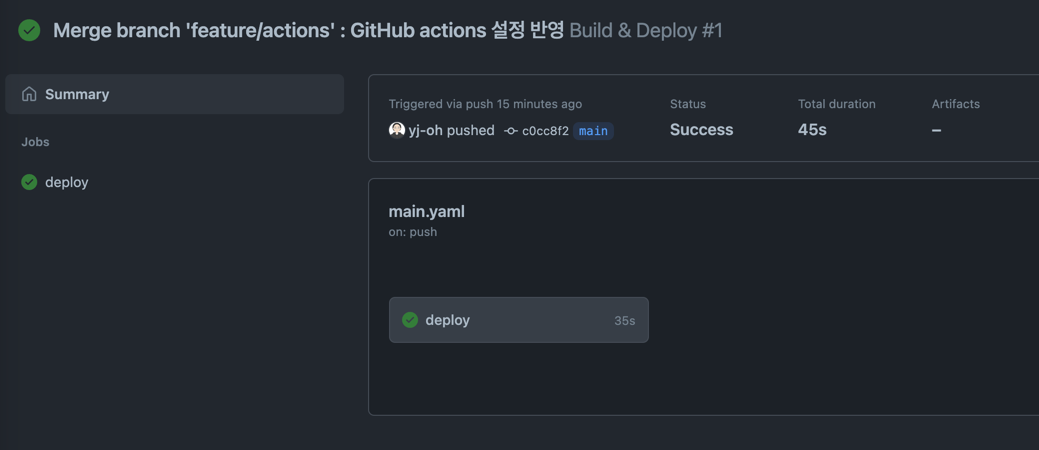 Merge branch 'feature/actions' : GitHub actions 설정 반영 Build & Deploy #1
Summary
Jobs
deploy
Triggered via push 15 minutes ago
yj-oh pushed c0cc8f2 main
Status
Success
Total duration
45s
Artifacts
–
main.yaml
on: push
deploy 35s